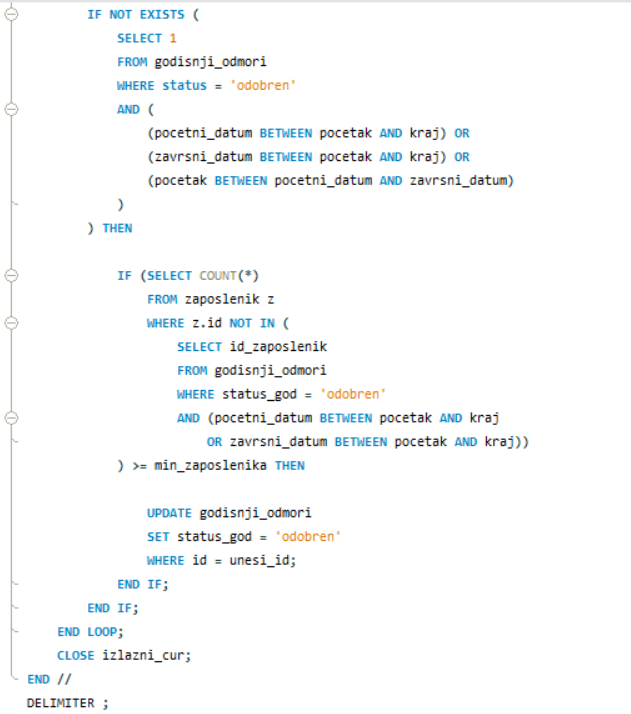 IF NOT EXISTS (
SELECT 1
FROM godisnji_odmori
WHERE status = 'odobren'
AND (
(pocetni_datum BETWEEN pocetak AND kraj) OR
(zavrsni_datum BETWEEN pocetak AND kraj) OR
(pocetak BETWEEN pocetni_datum AND zavrsni_datum)
)
) THEN
IF (SELECT COUNT(*)
FROM zaposlenik z
WHERE z.id NOT IN (
SELECT id_zaposlenik
FROM godisnji_odmori
WHERE status_god = 'odobren'
AND (pocetni_datum BETWEEN pocetak AND kraj
OR zavrsni_datum BETWEEN pocetak AND kraj))
) >= min_zaposlenika THEN
UPDATE godisnji_odmori
SET status_god = 'odobren'
WHERE id = unesi_id;
END IF;
END IF;
END LOOP;
CLOSE izlazni_cur;
END //
DELIMITER ;